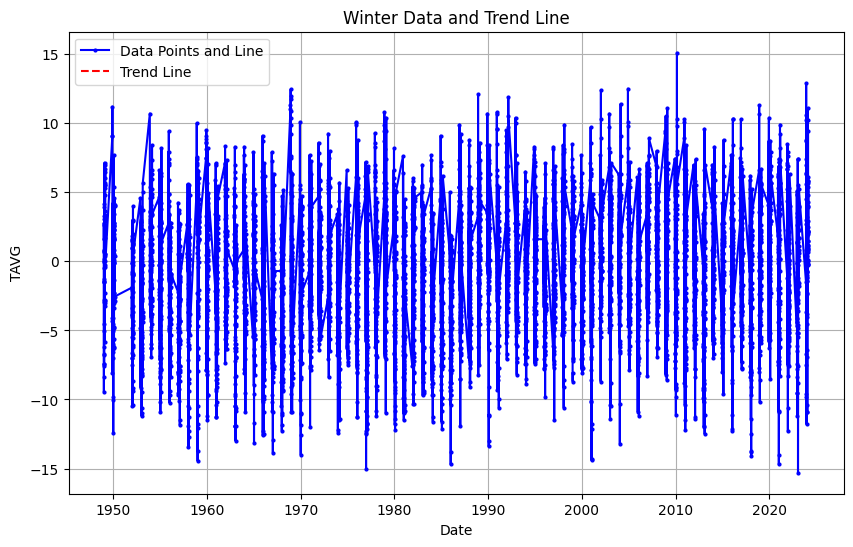 Winter Data and Trend Line
Data Points and Line
Trend Line
15
10
5
0
−5
−10
−15
TAVG
1950 1960 1970 1980 1990 2000 2010 2020
Date